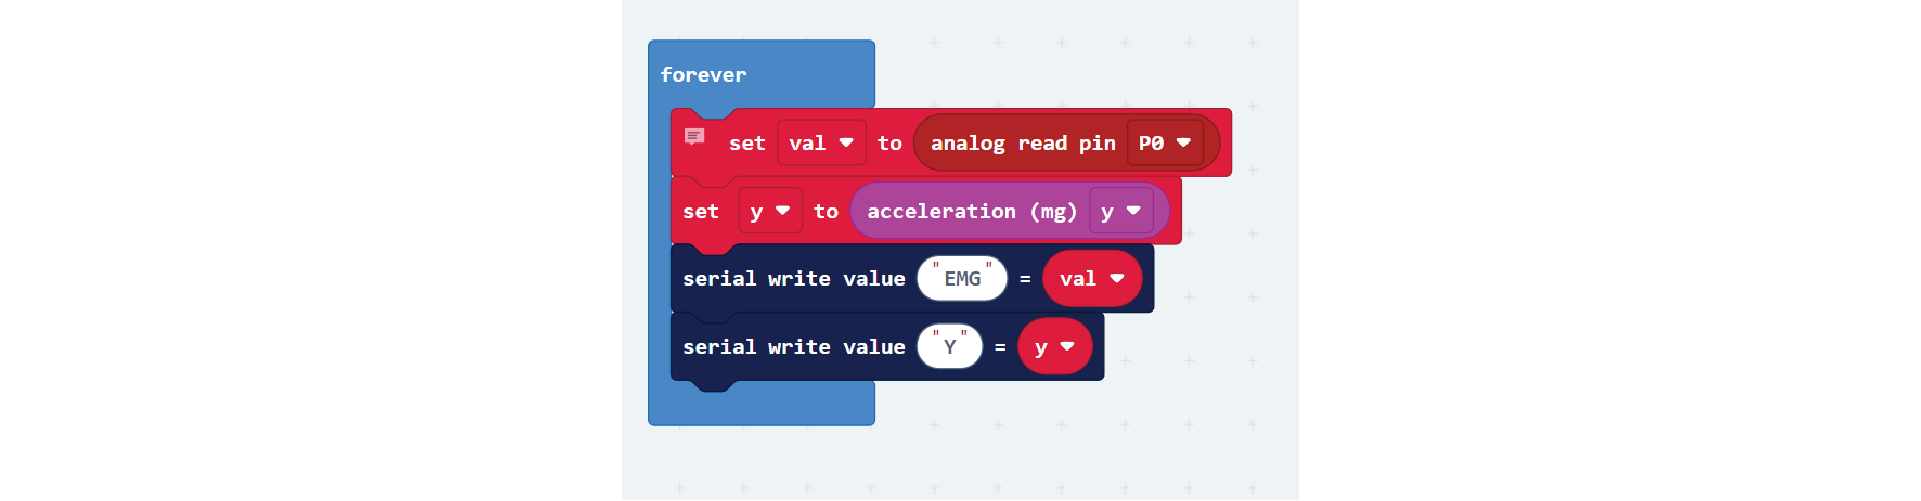 forever
set val to analog read pin P0
set y to acceleration (mg) y
serial write value "EMG" = val
serial write value "Y" = y